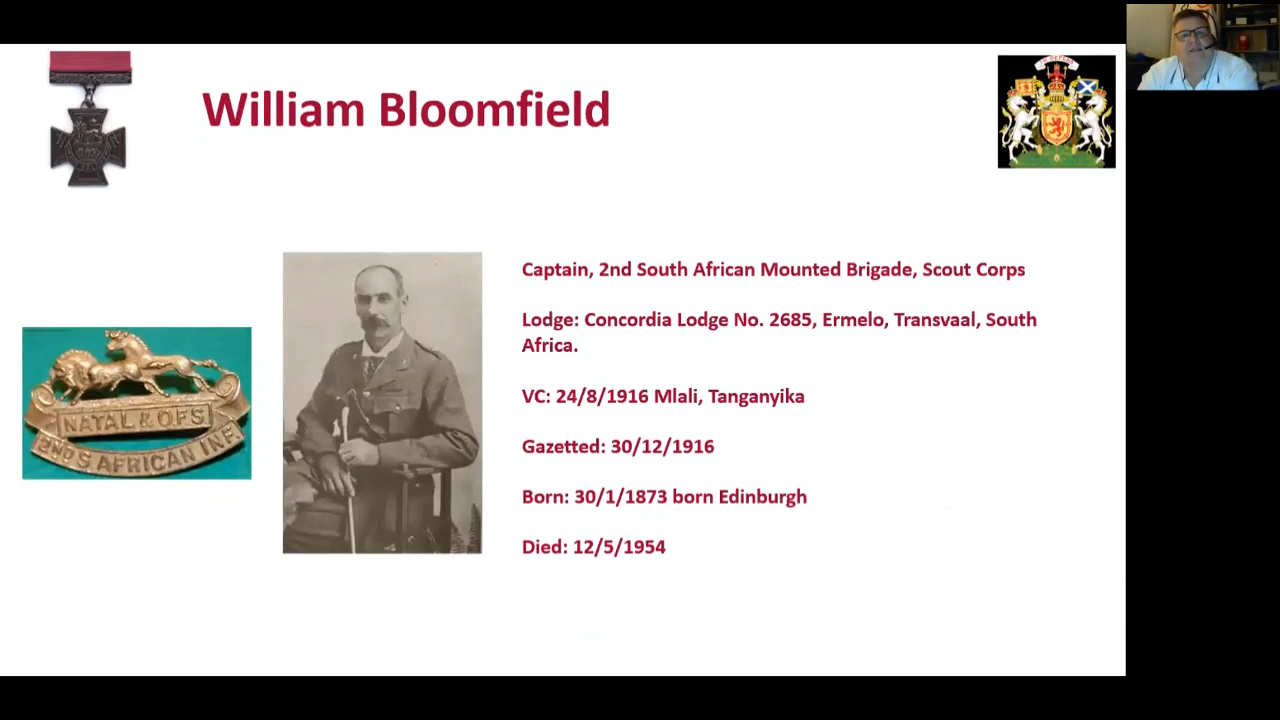 William Bloomfield
IN DEFENS
Captain, 2nd South African Mounted Brigade, Scout Corps
Lodge: Concordia Lodge No. 2685, Ermelo, Transvaal, South
Africa.
VC: 24/8/1916 Mlali, Tanganyika
Gazetted: 30/12/1916
Born: 30/1/1873 born Edinburgh
Died: 12/5/1954
NATAL & OFS
2ND S AFRICAN INF.